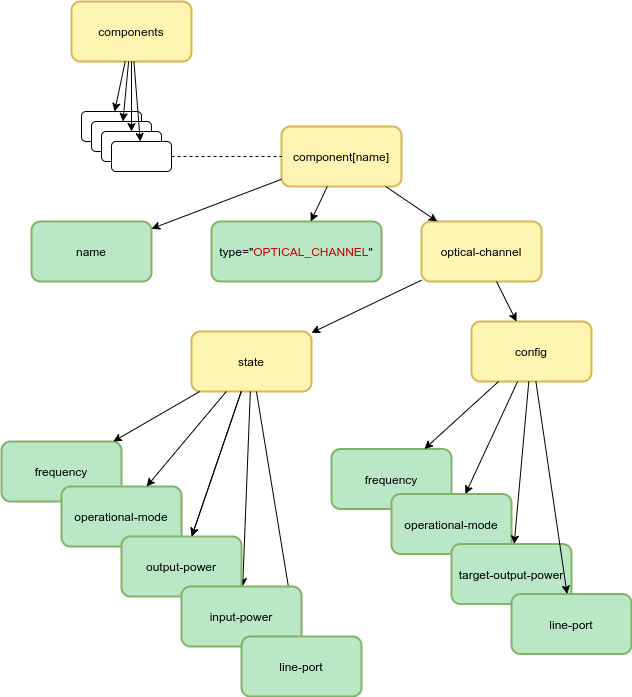 components
component[name]
name
type="OPTICAL_CHANNEL"
optical-channel
state
config
frequency
operational-mode
output-power
input-power
line-port
frequency
operational-mode
target-output-power
line-port